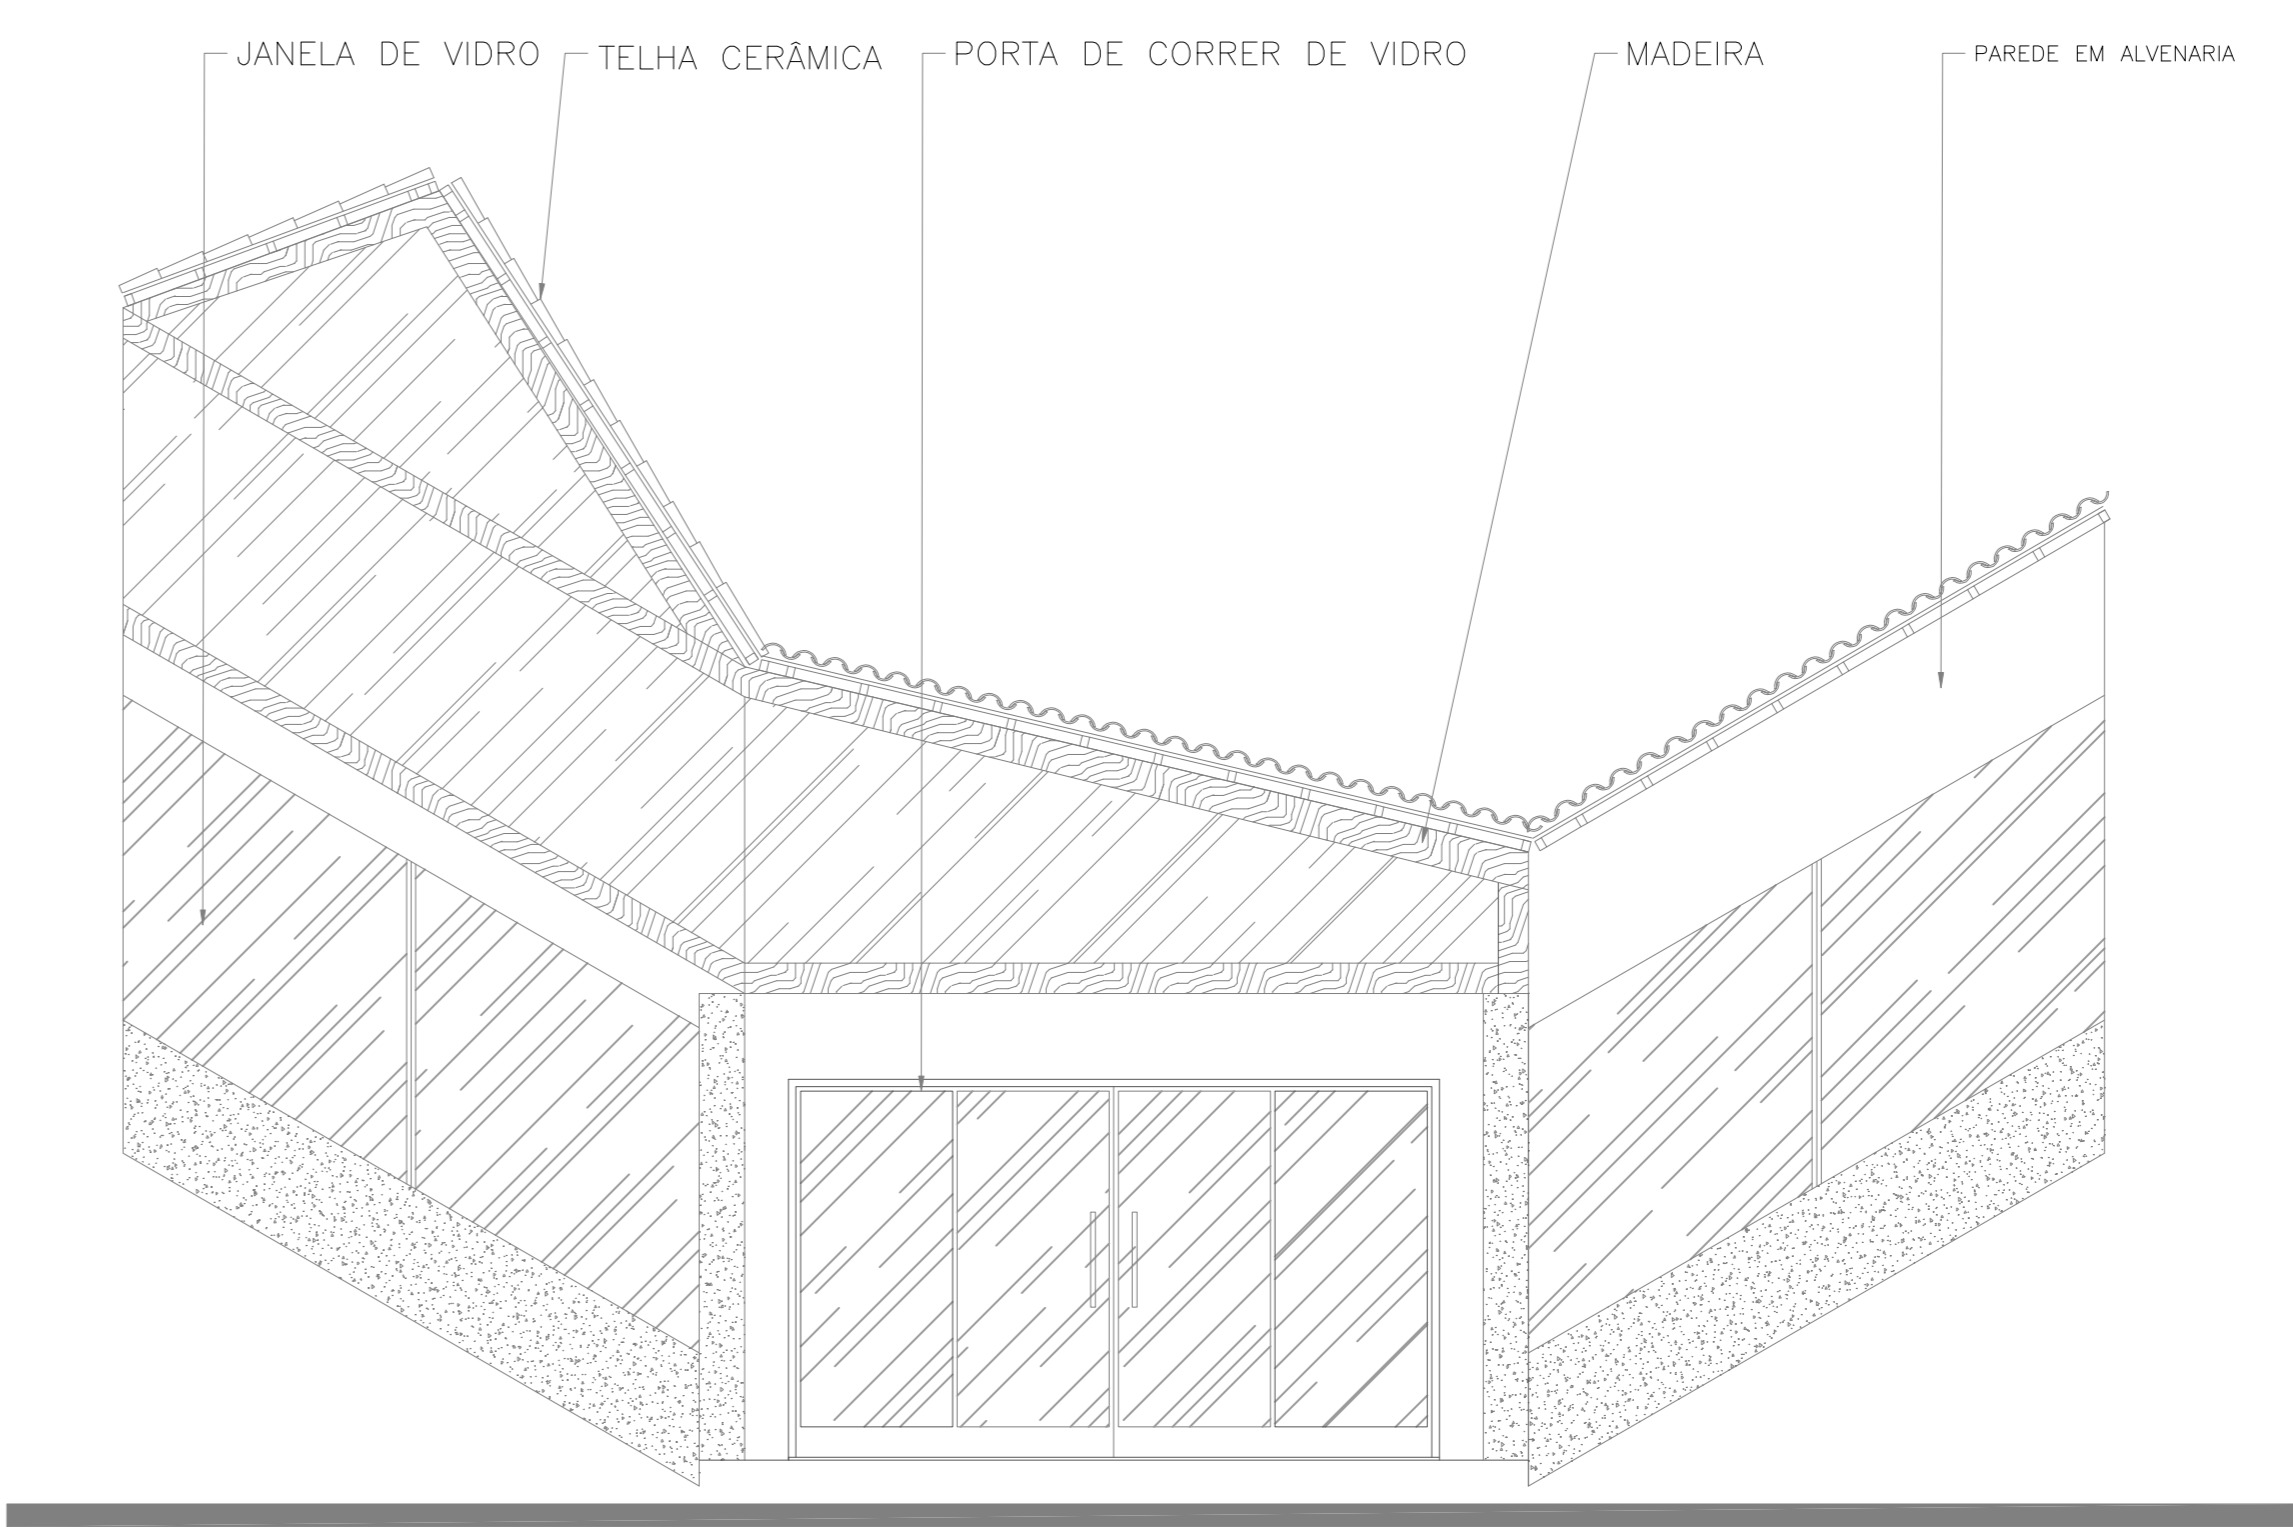 JANELA DE VIDRO
TELHA CERÂMICA
PORTA DE CORRER DE VIDRO
MADEIRA
PAREDE EM ALVENARIA